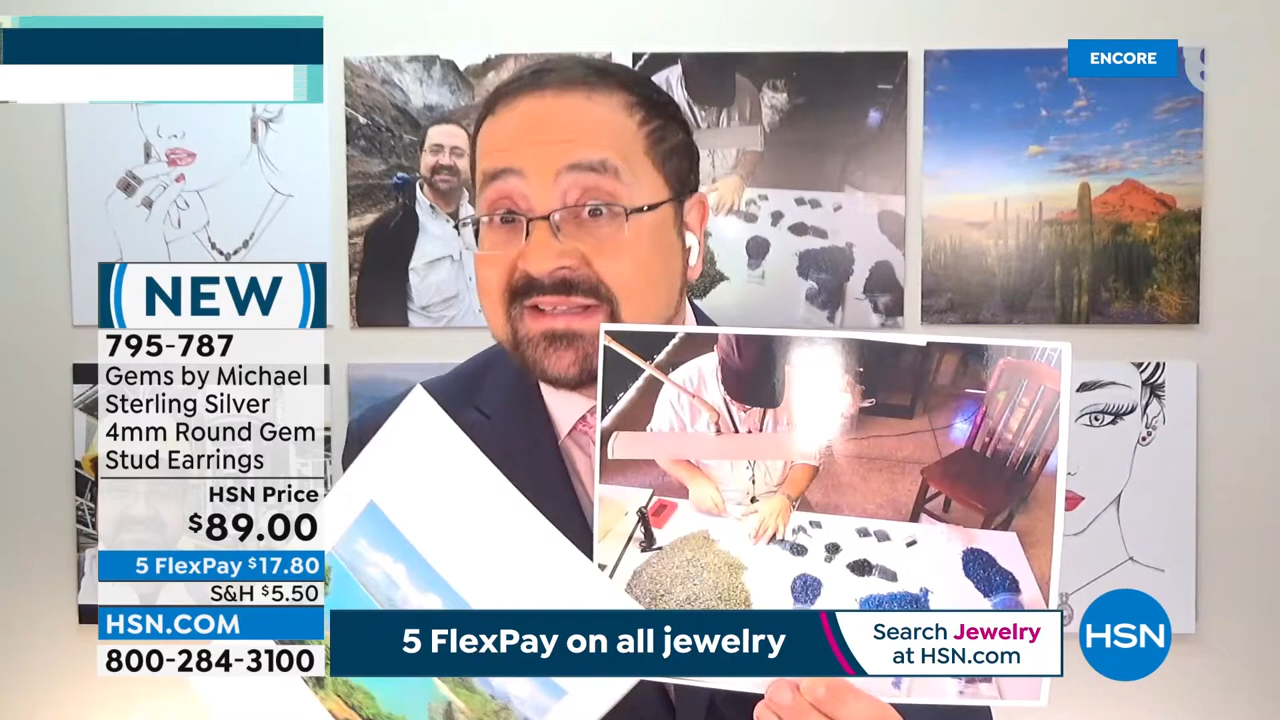 ENCORE
NEW
795-787
Gems by Michael
Sterling Silver
4mm Round Gem
Stud Earrings
HSN Price
$89.00
5 FlexPay $17.80
S&H $5.50
HSN.COM
800-284-3100
5 FlexPay on all jewelry
Search Jewelry
at HSN.com
HSN